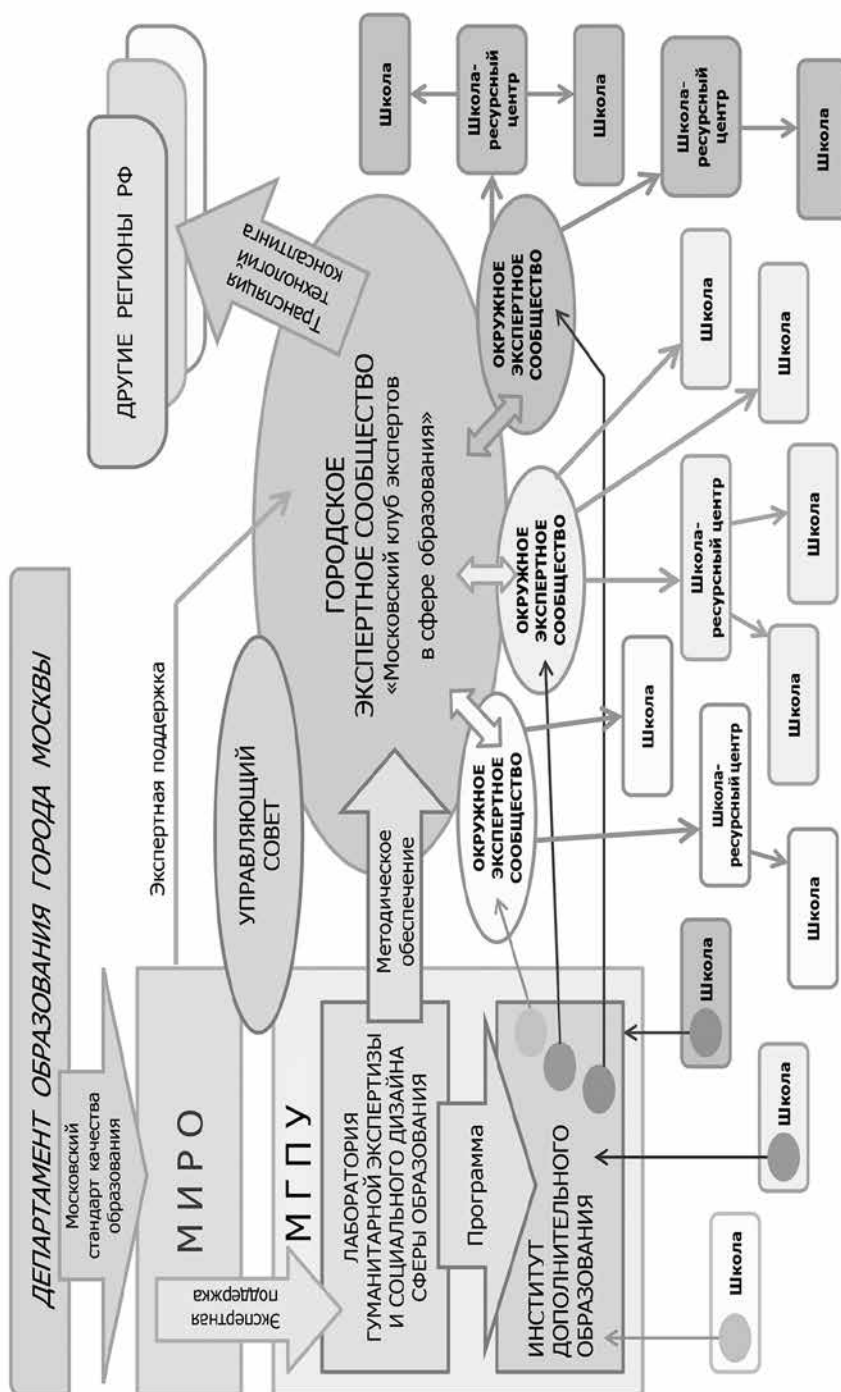 ДЕПАРТАМЕНТ ОБРАЗОВАНИЯ ГОРОДА МОСКВЫ
Московский
стандарт качества
образования
МИРО
Экспертная
поддержка
МГПУ
ЛАБОРАТОРИЯ
ГУМАНИТАРНОЙ ЭКСПЕРТИЗЫ
И СОЦИАЛЬНОГО ДИЗАЙНА
СФЕРЫ ОБРАЗОВАНИЯ
Программа
ИНСТИТУТ
ДОПОЛНИТЕЛЬНОГО
ОБРАЗОВАНИЯ
Школа
Школа
Школа
Экспертная поддержка
УПРАВЛЯЮЩИЙ
СОВЕТ
Методическое
обеспечение
ГОРОДСКОЕ
ЭКСПЕРТНОЕ СООБЩЕСТВО
«Московский клуб экспертов
в сфере образования»
Трансляция
технологий
консалтинга
ДРУГИЕ РЕГИОНЫ РФ
ОКРУЖНОЕ
ЭКСПЕРТНОЕ
СООБЩЕСТВО
ОКРУЖНОЕ
ЭКСПЕРТНОЕ
СООБЩЕСТВО
ОКРУЖНОЕ
ЭКСПЕРТНОЕ
СООБЩЕСТВО
Школа
Школа-
ресурсный центр
Школа
Школа-
ресурсный центр
Школа
Школа
Школа
Школа
Школа
Школа-
ресурсный
центр
Школа
Школа
Школа-
ресурсный
центр
Школа